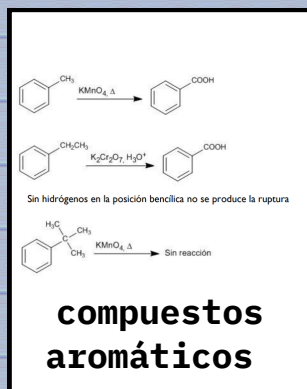 CH₃
KMnO₄, Δ
COOH
CH₂CH₃
K₂Cr₂O₇, H₃O⁺
COOH
Sin hidrógenos en la posición bencílica no se produce la ruptura
H₃C
CH₃
C
CH₃
KMnO₄, Δ
Sin reacción
compuestos
aromáticos